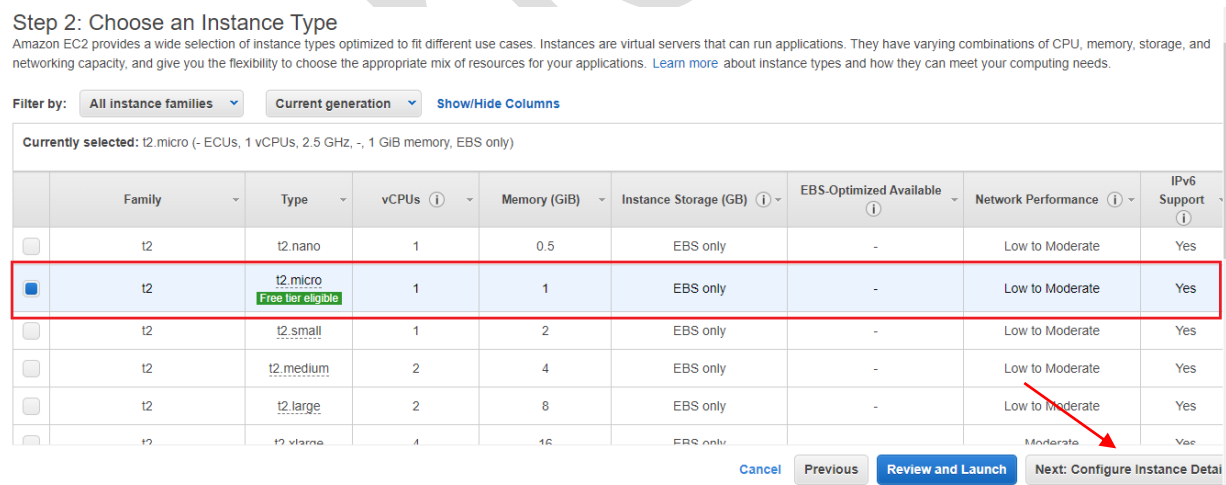 Step 2: Choose an Instance Type
Amazon EC2 provides a wide selection of instance types optimized to fit different use cases. Instances are virtual servers that can run applications. They have varying combinations of CPU, memory, storage, and
networking capacity, and give you the flexibility to choose the appropriate mix of resources for your applications. Learn more about instance types and how they can meet your computing needs.
Filter by: All instance families Current generation Show/Hide Columns
Currently selected: t2.micro (- ECUs, 1 vCPUs, 2.5 GHz, -, 1 GiB memory, EBS only)
Family Type vCPUs Memory (GiB) Instance Storage (GB) EBS-Optimized Available Network Performance IPv6 Support
t2 t2.nano 1 0.5 EBS only - Low to Moderate Yes
t2 t2.micro 1 1 EBS only - Low to Moderate Yes
Free tier eligible
t2 t2.small 1 2 EBS only - Low to Moderate Yes
t2 t2.medium 2 4 EBS only - Low to Moderate Yes
t2 t2.large 2 8 EBS only - Low to Moderate Yes
t2 t2.xlarge 4 16 EBS only Moderate Yes
Cancel Previous Review and Launch Next: Configure Instance Detai